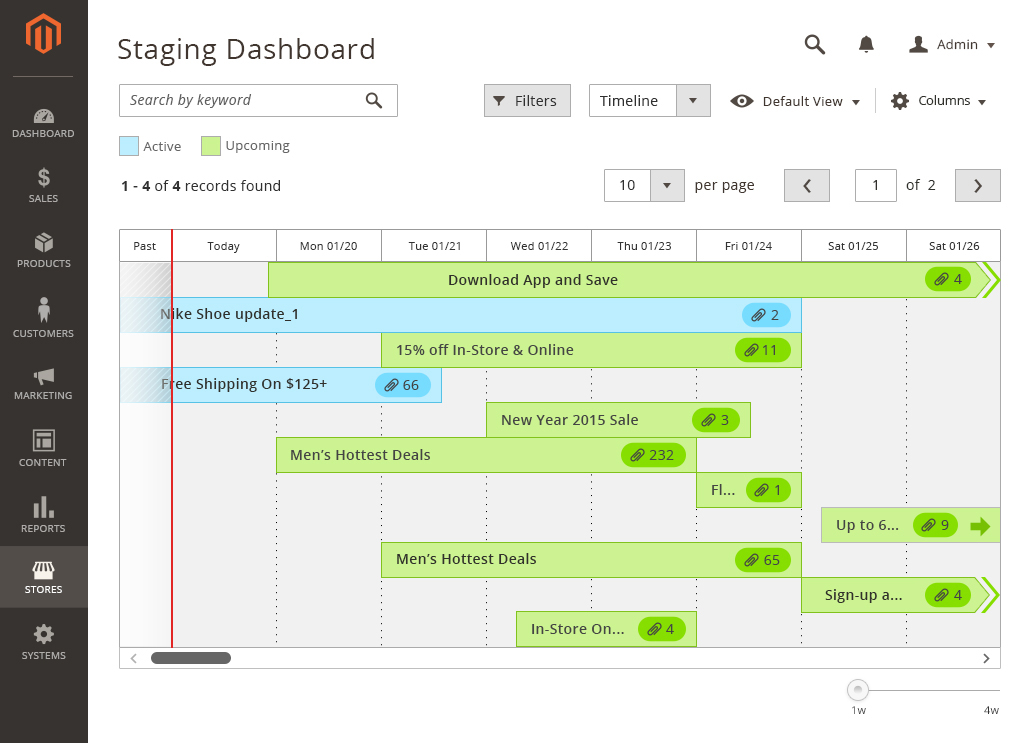 Staging Dashboard
Admin
Search by keyword
Filters
Timeline
Default View
Columns
Active
Upcoming
1 - 4 of 4 records found
10
per page
1
of 2
DASHBOARD
SALES
PRODUCTS
CUSTOMERS
MARKETING
CONTENT
REPORTS
STORES
SYSTEMS
Past
Today
Mon 01/20
Tue 01/21
Wed 01/22
Thu 01/23
Fri 01/24
Sat 01/25
Sat 01/26
Download App and Save 4
Nike Shoe update_1 2
15% off In-Store & Online 11
Free Shipping On $125+ 66
New Year 2015 Sale 3
Men’s Hottest Deals 232
Fl... 1
Up to 6... 9
Men’s Hottest Deals 65
Sign-up a... 4
In-Store On... 4
1w
4w